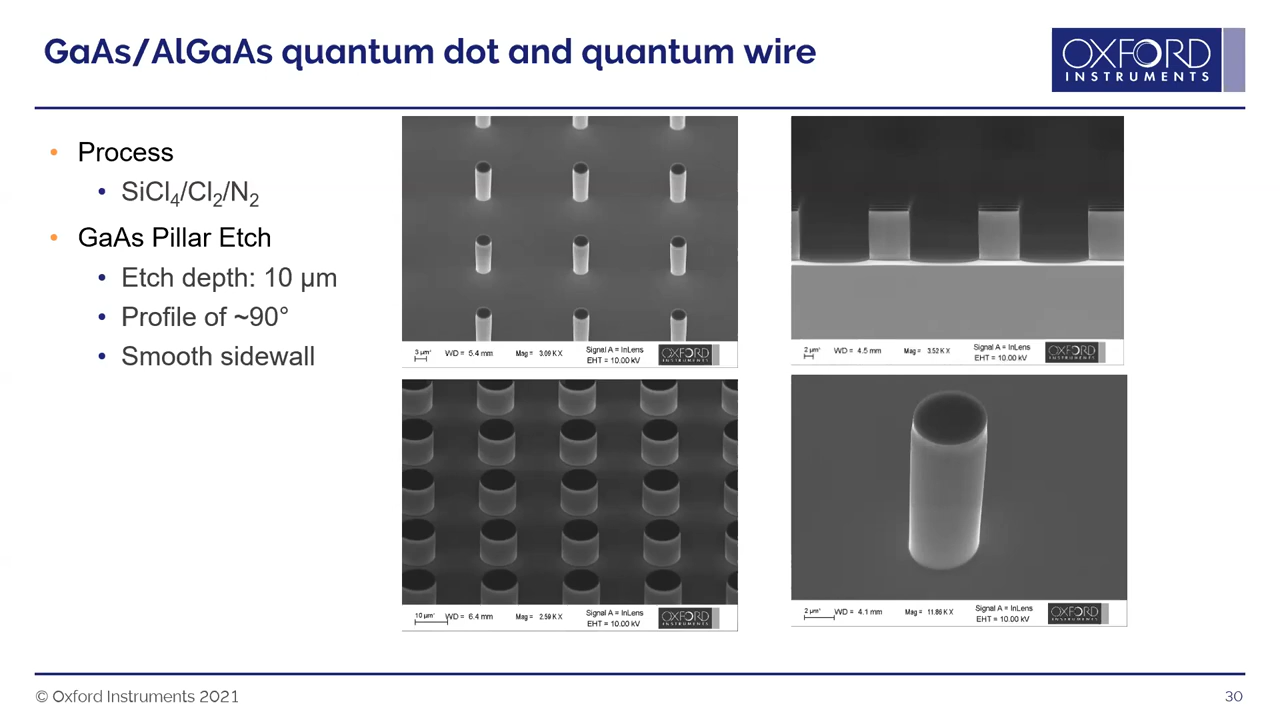 GaAs/AlGaAs quantum dot and quantum wire
OXFORD
INSTRUMENTS
• Process
• SiCl4/Cl2/N2
• GaAs Pillar Etch
• Etch depth: 10 µm
• Profile of ~90°
• Smooth sidewall
3 µm* WD = 5.4 mm Mag = 3.09 K X Signal A = InLens
EHT = 10.00 kV
OXFORD
INSTRUMENTS
2 µm* WD = 4.5 mm Mag = 3.52 K X Signal A = InLens
EHT = 10.00 kV
OXFORD
INSTRUMENTS
10 µm* WD = 6.4 mm Mag = 2.59 K X Signal A = InLens
EHT = 10.00 kV
OXFORD
INSTRUMENTS
2 µm* WD = 4.1 mm Mag = 11.86 K X Signal A = InLens
EHT = 10.00 kV
OXFORD
INSTRUMENTS
© Oxford Instruments 2021
30